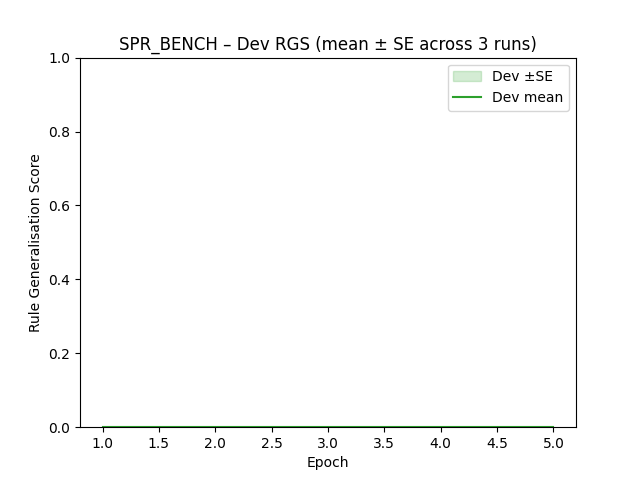 SPR_BENCH – Dev RGS (mean ± SE across 3 runs)
Dev ±SE
Dev mean
Rule Generalisation Score
1.0
0.8
0.6
0.4
0.2
0.0
1.0 1.5 2.0 2.5 3.0 3.5 4.0 4.5 5.0
Epoch